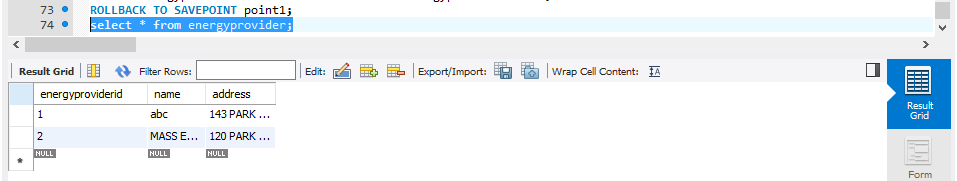 73 ROLLBACK TO SAVEPOINT point1;
74 select * from energyprovider;
Result Grid Filter Rows: Edit: Export/Import: Wrap Cell Content:
energyproviderid name address
1 abc 143 PARK ...
2 MASS E... 120 PARK ...
NULL NULL NULL
*
Result
Grid
Form